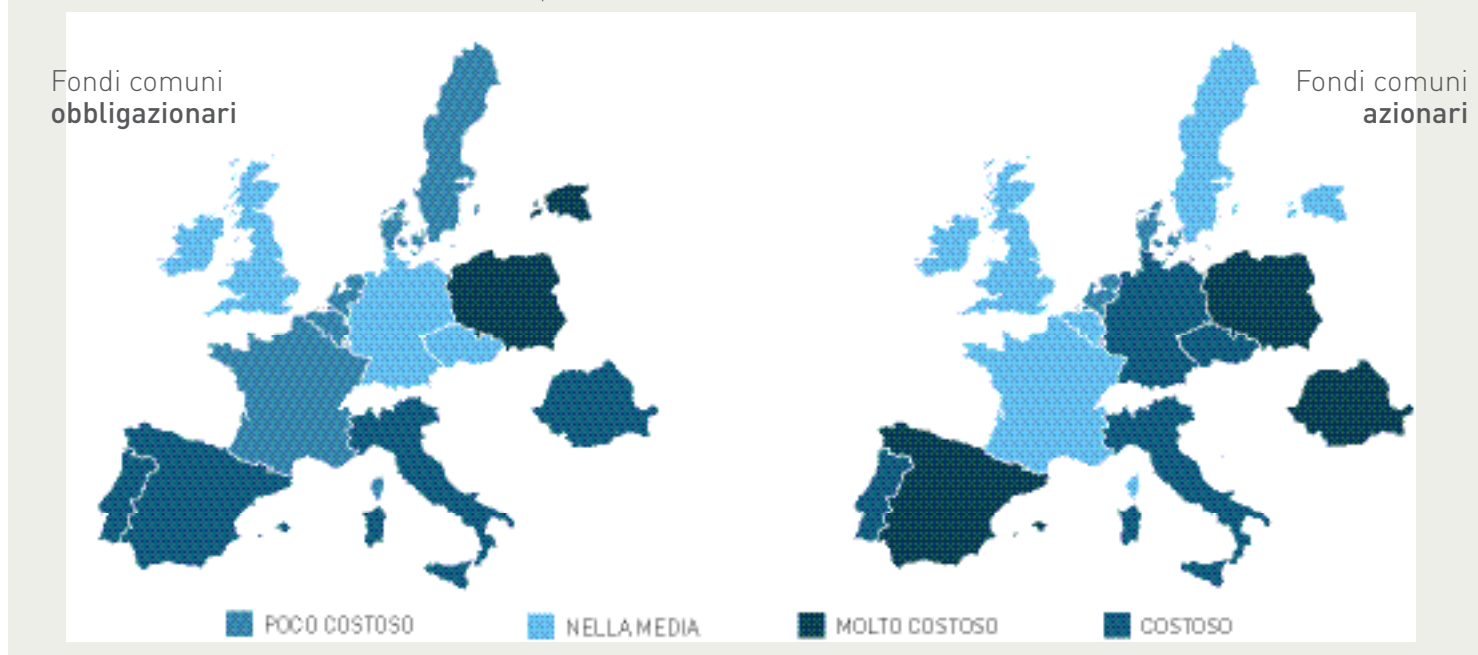 Fondi comuni
obbligazionari
Fondi comuni
azionari
POCO COSTOSO
NELLA MEDIA
MOLTO COSTOSO
COSTOSO